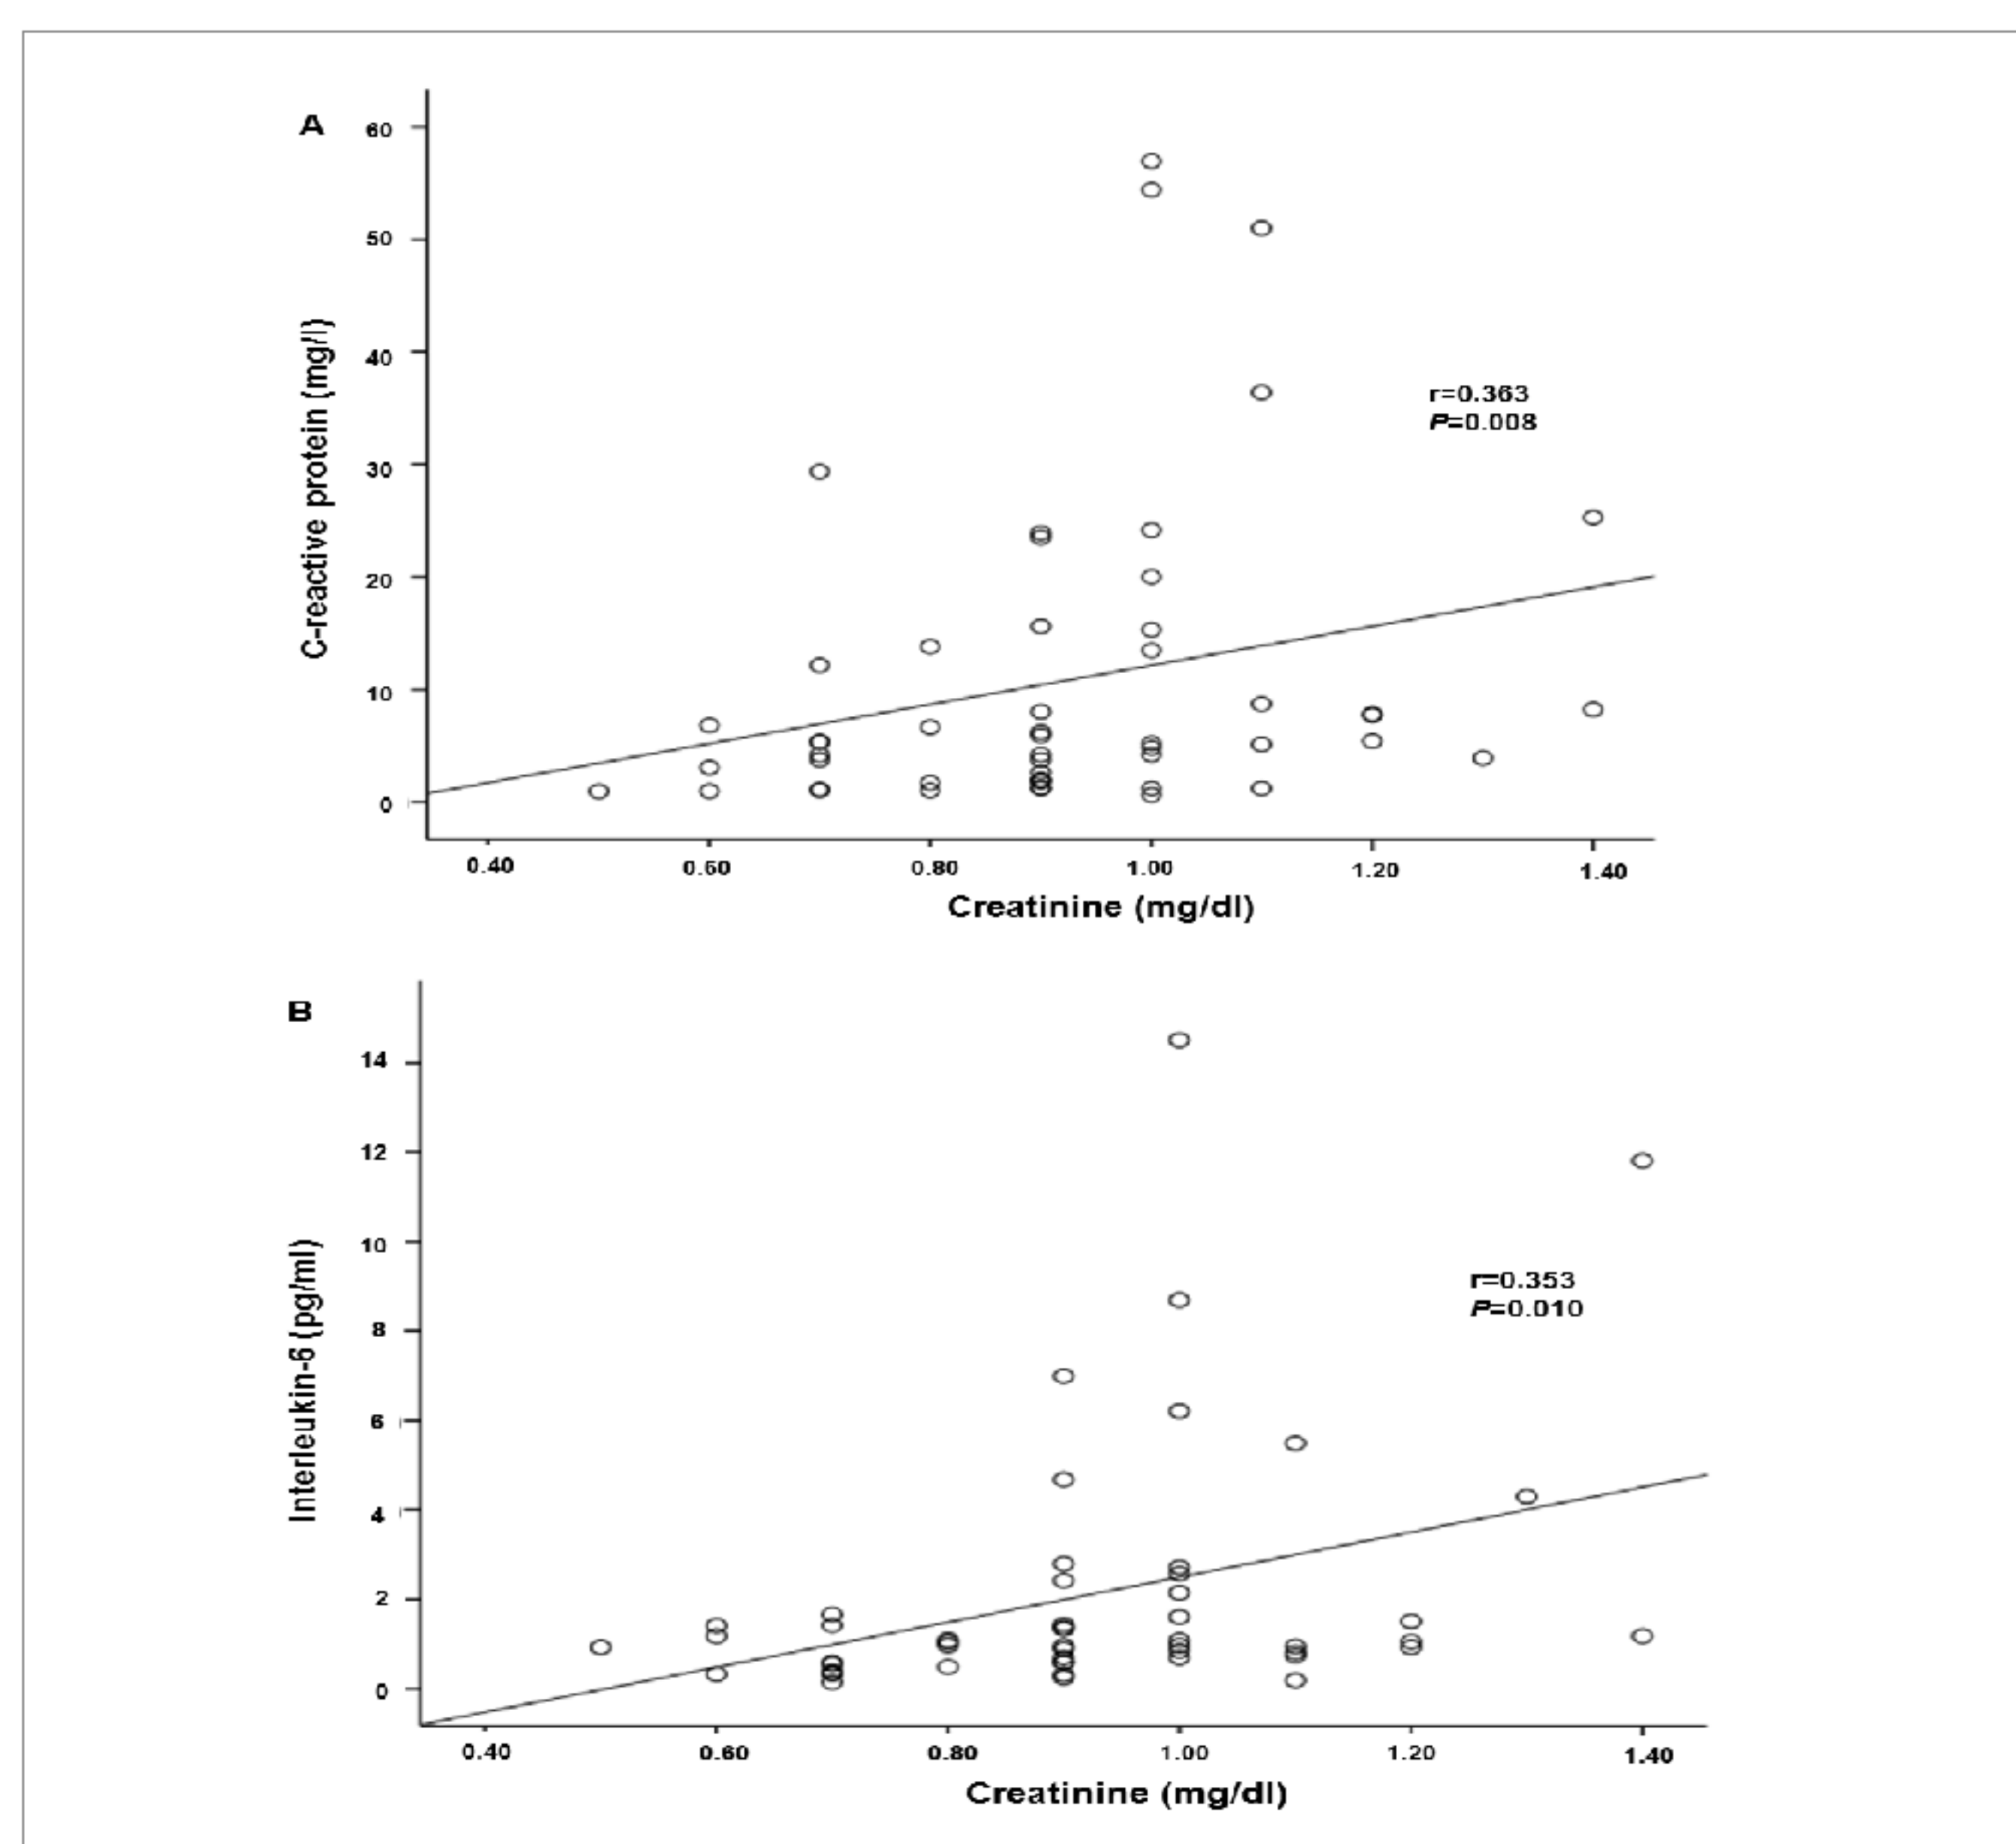 A
60
50
40
30
20
10
0
C-reactive protein (mg/l)
r=0.363
P=0.008
0.40 0.60 0.80 1.00 1.20 1.40
Creatinine (mg/dl)
B
14
12
10
8
6
4
2
0
Interleukin-6 (pg/ml)
r=0.353
P=0.010
0.40 0.60 0.80 1.00 1.20 1.40
Creatinine (mg/dl)